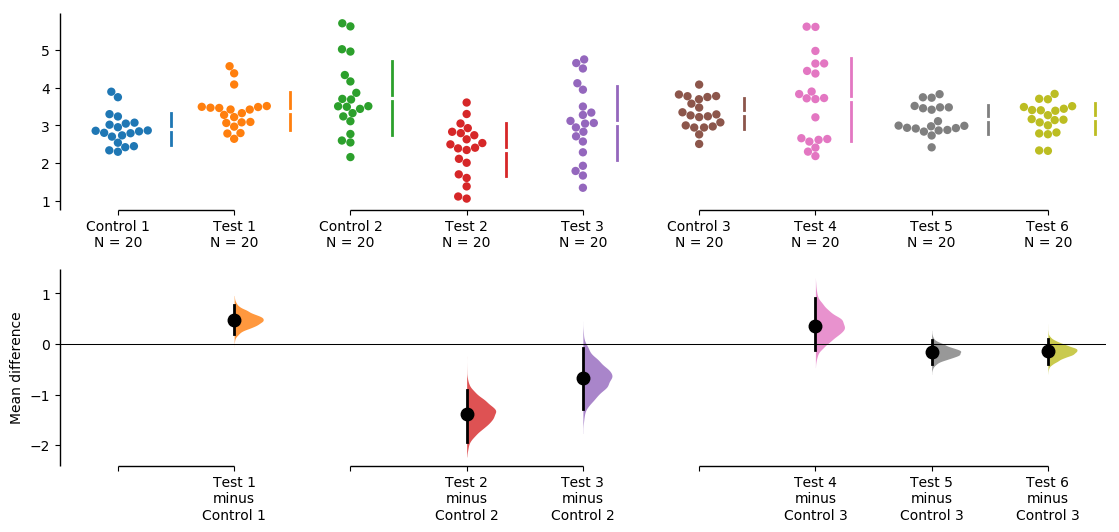 5
4
3
2
1
Control 1
N = 20
Test 1
N = 20
Control 2
N = 20
Test 2
N = 20
Test 3
N = 20
Control 3
N = 20
Test 4
N = 20
Test 5
N = 20
Test 6
N = 20
Mean difference
1
0
−1
−2
Test 1
minus
Control 1
Test 2
minus
Control 2
Test 3
minus
Control 2
Test 4
minus
Control 3
Test 5
minus
Control 3
Test 6
minus
Control 3